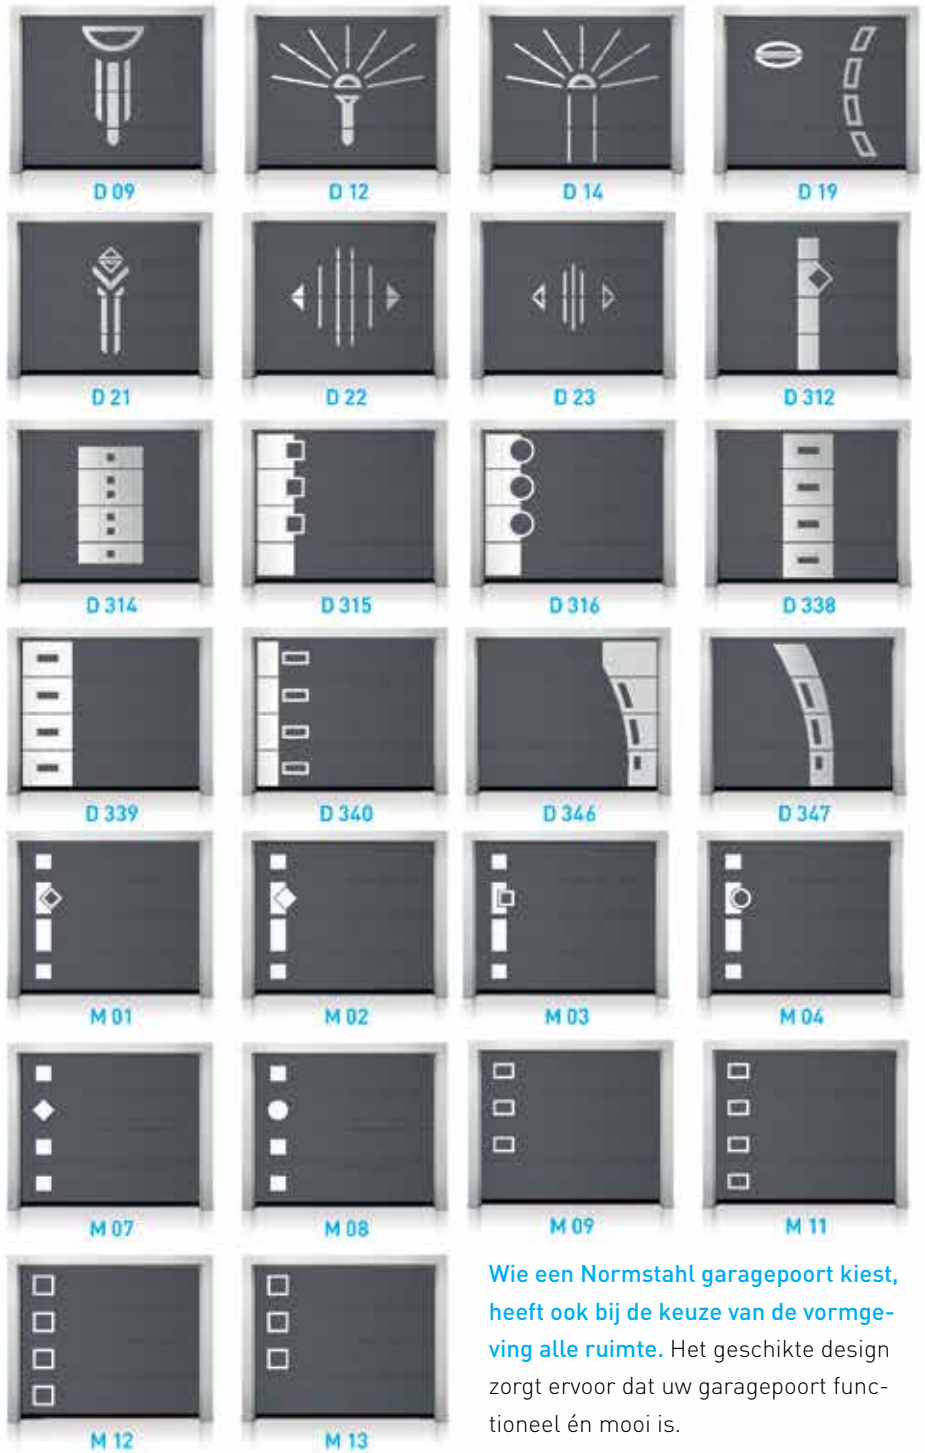 D 09 D 12 D 14 D 19
D 21 D 22 D 23 D 312
D 314 D 315 D 316 D 338
D 339 D 340 D 346 D 347
M 01 M 02 M 03 M 04
M 07 M 08 M 09 M 11
Wie een Normstahl garagepoort kiest,
heeft ook bij de keuze van de vormge-
ving alle ruimte. Het geschikte design
zorgt ervoor dat uw garagepoort func-
tioneel én mooi is.
M 12 M 13